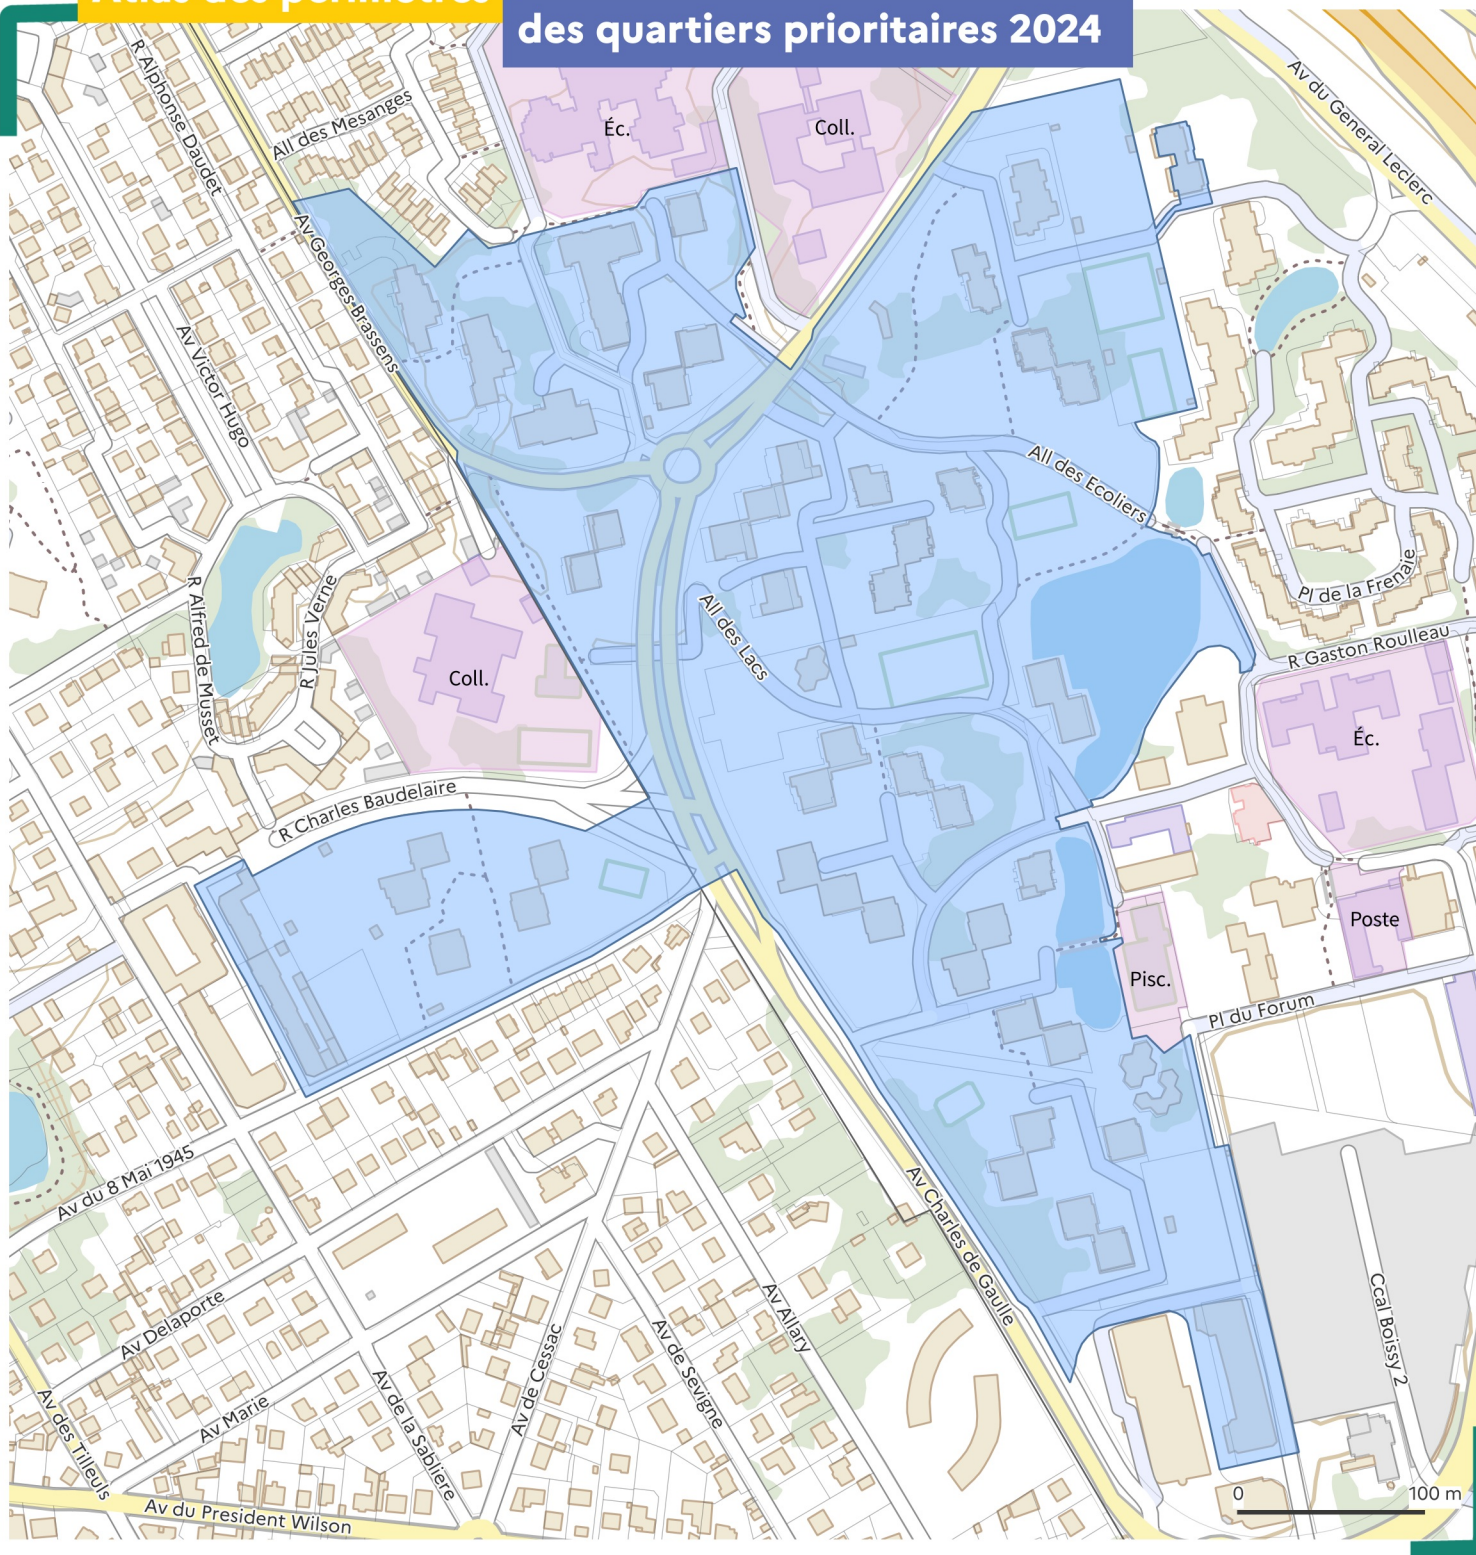 Atlas des périmètres
des quartiers prioritaires 2024
R Alphonse Daudet
All des Mesanges
Éc.
Coll.
Av du General Leclerc
Av Georges Brassens
Av Victor Hugo
All des Ecoliers
R Alfred de Musset
R Jules Verne
Coll.
All des Lacs
Pl de la Frenaie
R Gaston Roulleau
Éc.
R Charles Baudelaire
Poste
Pisc.
Pl du Forum
Av du 8 Mai 1945
Av Charles de Gaulle
Av Delaporte
Av Marie
Av des Tilleuls
Av de la Sabliere
Av de Cessac
Av de Sevigne
Av Allary
Ccal Boissy 2
Av du President Wilson
0 100 m